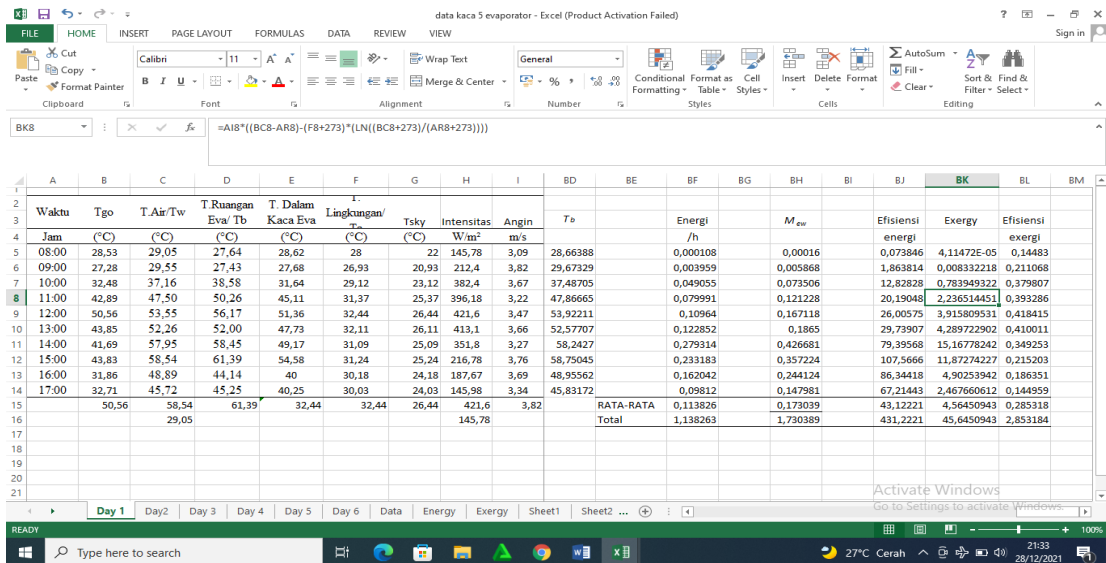 data kaca 5 evaporator - Excel (Product Activation Failed)
FILE HOME INSERT PAGE LAYOUT FORMULAS DATA REVIEW VIEW Sign in
Paste Cut Copy Format Painter Clipboard
Calibri 11 B I U Font
Wrap Text Merge & Center Alignment
General % Number
Conditional Formatting Format as Table Cell Styles Styles
Insert Delete Format Cells
AutoSum Fill Clear Sort & Filter Find & Select Editing
BK8 fx =AI8*((BC8-AR8)-(F8+273)*(LN((BC8+273)/(AR8+273))))
A B C D E F G H I BD BE BF BG BH BI BJ BK BL BM
1
2 T.Ruangan T. Dalam
3 Waktu Tgo T.Air/Tw Eva/ Tb Kaca Eva Lingkungan/ Tsky Intensitas Angin Tb Energi Mew Efisiensi Exergy Efisiensi
4 Jam (°C) (°C) (°C) (°C) (°C) (°C) W/m² m/s /h energi exergi
5 08:00 28,53 29,05 27,64 28,62 28 22 145,78 3,09 28,66388 0,000108 0,00016 0,073846 4,11472E-05 0,14483
6 09:00 27,28 29,55 27,43 27,68 26,93 20,93 212,4 3,82 29,67329 0,003959 0,005868 1,863814 0,008332218 0,211068
7 10:00 32,48 37,16 38,58 31,64 29,12 23,12 382,4 3,67 37,48705 0,049055 0,073506 12,82828 0,783949322 0,379807
8 11:00 42,89 47,50 50,26 45,11 31,37 25,37 396,18 3,22 47,86665 0,079991 0,121228 20,19048 2,236514451 0,393286
9 12:00 50,56 53,55 56,17 51,36 32,44 26,44 421,6 3,47 53,92211 0,10964 0,167118 26,00575 3,915809531 0,418415
10 13:00 43,85 52,26 52,00 47,73 32,11 26,11 413,1 3,66 52,57707 0,122852 0,1865 29,73907 4,289722902 0,410011
11 14:00 41,69 57,95 58,45 49,17 31,09 25,09 351,8 3,27 58,2427 0,279314 0,426681 79,39568 15,16778242 0,349253
12 15:00 43,83 58,54 61,39 54,58 31,24 25,24 216,78 3,76 58,75045 0,233183 0,357224 107,5666 11,87274227 0,215203
13 16:00 31,86 48,89 44,14 40 30,18 24,18 187,67 3,69 48,95562 0,162042 0,244124 86,34418 4,90253942 0,186351
14 17:00 32,71 45,72 45,25 40,25 30,03 24,03 145,98 3,34 45,83172 0,09812 0,147981 67,21443 2,467660612 0,144959
15 50,56 58,54 61,39 32,44 32,44 26,44 421,6 3,82 RATA-RATA 0,113826 0,173039 43,12221 4,56450943 0,285318
16 29,05 145,78 Total 1,138263 1,730389 431,2221 45,6450943 2,853184
17
18
19
20
21
Activate Windows
Go to Settings to activate Windows.
Day 1 Day2 Day 3 Day 4 Day 5 Day 6 Data Energy Exergy Sheet1 Sheet2 ...
READY 100%
Type here to search 27°C Cerah 21:33
28/12/2021